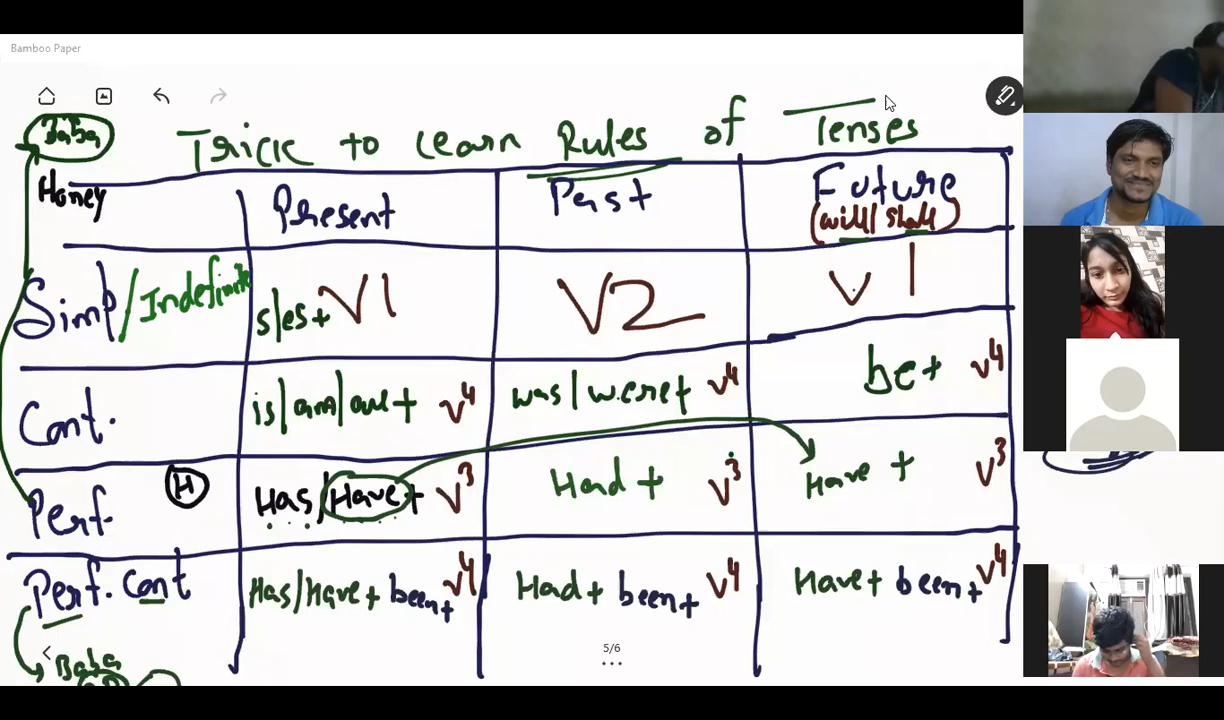 Bamboo Paper
Baba
Trick to Learn Rules of Tenses
Honey Present Past Future
(will/shall)
Simp/Indefinite s/es+V1 V2 V1
Cont. is/am/are+ V4 was/were+ V4 be+ V4
Perf. H Has/Have+ V3 Had + V3 Have + V3
Perf. Cont Has/Have + been+ V4 Had + been+ V4 Have + been+ V4
Baba
5/6